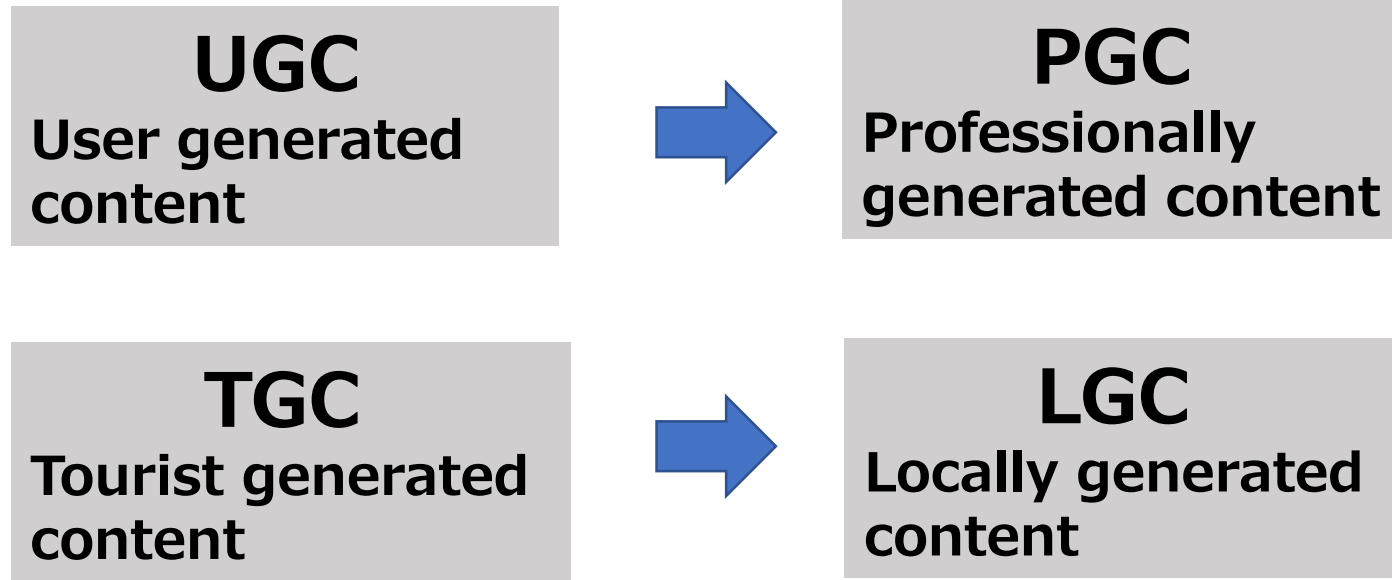 UGC
User generated
content
PGC
Professionally
generated content
TGC
Tourist generated
content
LGC
Locally generated
content